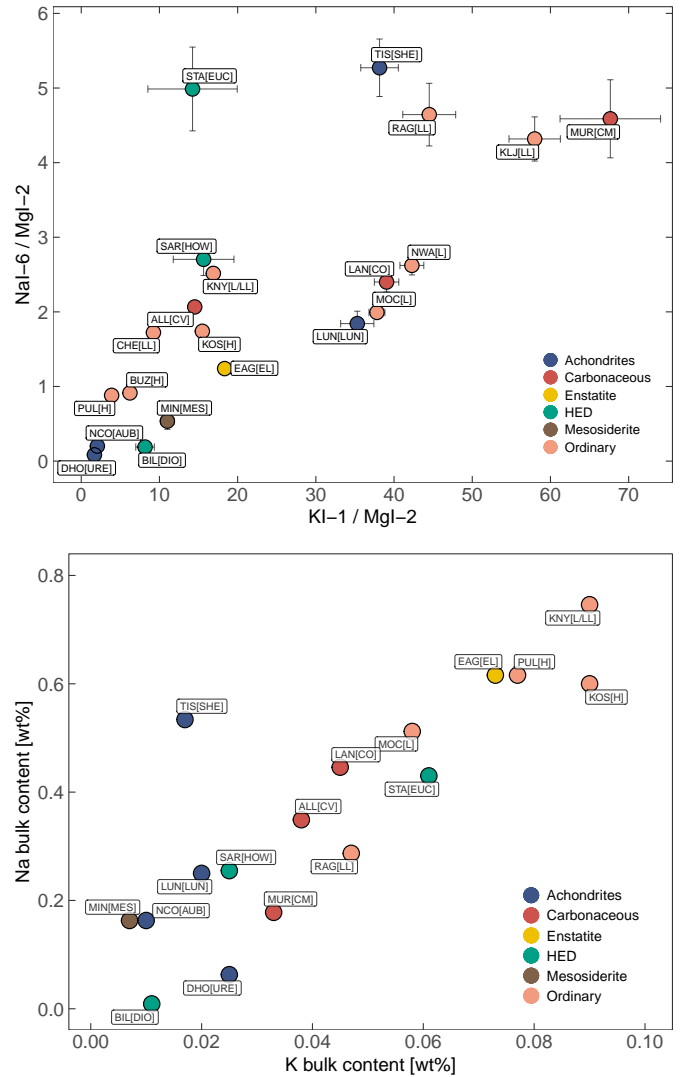 6
5
4
3
2
1
0
NaI−6 / MgI−2
TIS[SHE]
STA[EUC]
RAG[LL]
MUR[CM]
KLJ[LL]
SAR[HOW]
NWA[L]
LAN[CO]
KNY[L/LL]
MOC[L]
ALL[CV]
LUN[LUN]
CHE[LL]
KOS[H]
EAG[EL]
BUZ[H]
PUL[H]
MIN[MES]
NCO[AUB]
BIL[DIO]
DHO[URE]
Achondrites
Carbonaceous
Enstatite
HED
Mesosiderite
Ordinary
0 10 20 30 40 50 60 70
KI−1 / MgI−2
0.8
0.6
0.4
0.2
0.0
Na bulk content [wt%]
KNY[L/LL]
EAG[EL]
PUL[H]
KOS[H]
TIS[SHE]
MOC[L]
LAN[CO]
STA[EUC]
ALL[CV]
SAR[HOW]
RAG[LL]
LUN[LUN]
MUR[CM]
MIN[MES]
NCO[AUB]
DHO[URE]
BIL[DIO]
Achondrites
Carbonaceous
Enstatite
HED
Mesosiderite
Ordinary
0.00 0.02 0.04 0.06 0.08 0.10
K bulk content [wt%]